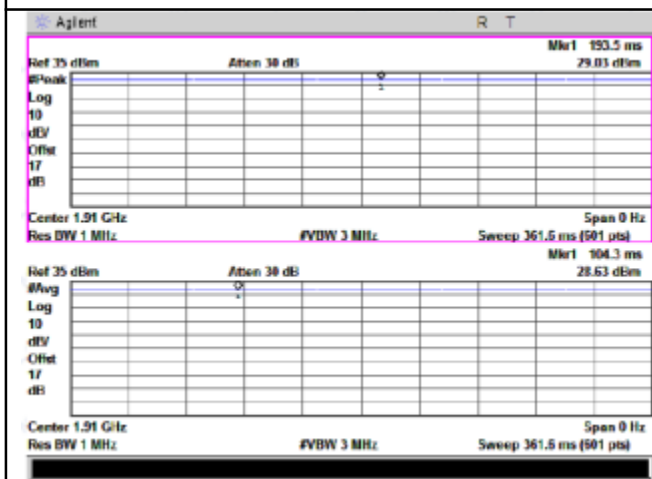 Agilent R T
Mkr1 193.5 ms
Ref 35 dBm Atten 30 dB 29.03 dBm
#Peak
1
Log
10
dB/
Offst
17
dB
Center 1.91 GHz Span 0 Hz
Res BW 1 MHz #VBW 3 MHz Sweep 361.6 ms (601 pts)
Mkr1 104.3 ms
Ref 35 dBm Atten 30 dB 28.63 dBm
#Avg
1
Log
10
dB/
Offst
17
dB
Center 1.91 GHz Span 0 Hz
Res BW 1 MHz #VBW 3 MHz Sweep 361.6 ms (601 pts)